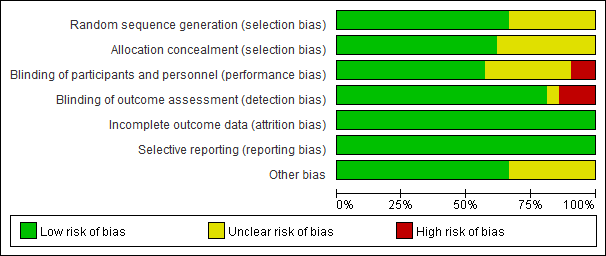 Random sequence generation (selection bias)
Allocation concealment (selection bias)
Blinding of participants and personnel (performance bias)
Blinding of outcome assessment (detection bias)
Incomplete outcome data (attrition bias)
Selective reporting (reporting bias)
Other bias
0% 25% 50% 75% 100%
Low risk of bias Unclear risk of bias High risk of bias